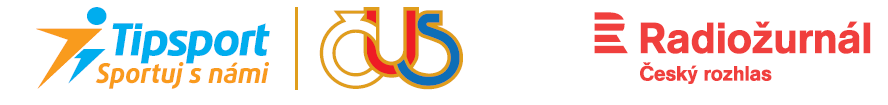 Tipsport
Sportuj s námi
ČUS
Radiožurnál
Český rozhlas